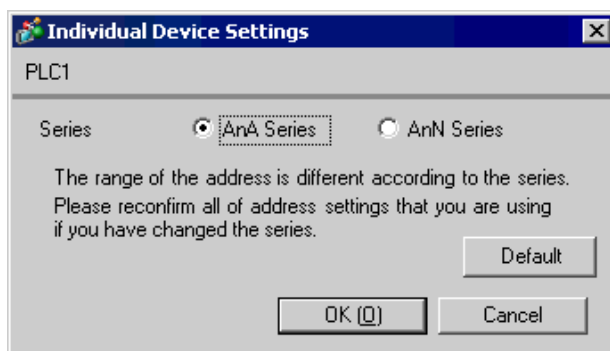 Individual Device Settings
PLC1
Series AnA Series AnN Series
The range of the address is different according to the series.
Please reconfirm all of address settings that you are using
if you have changed the series.
Default
OK (O) Cancel